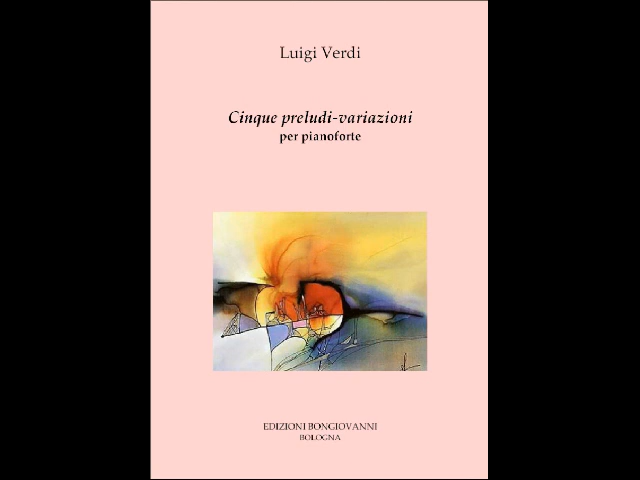 Luigi Verdi
Cinque preludi-variazioni
per pianoforte
EDIZIONI BONGIOVANNI
BOLOGNA